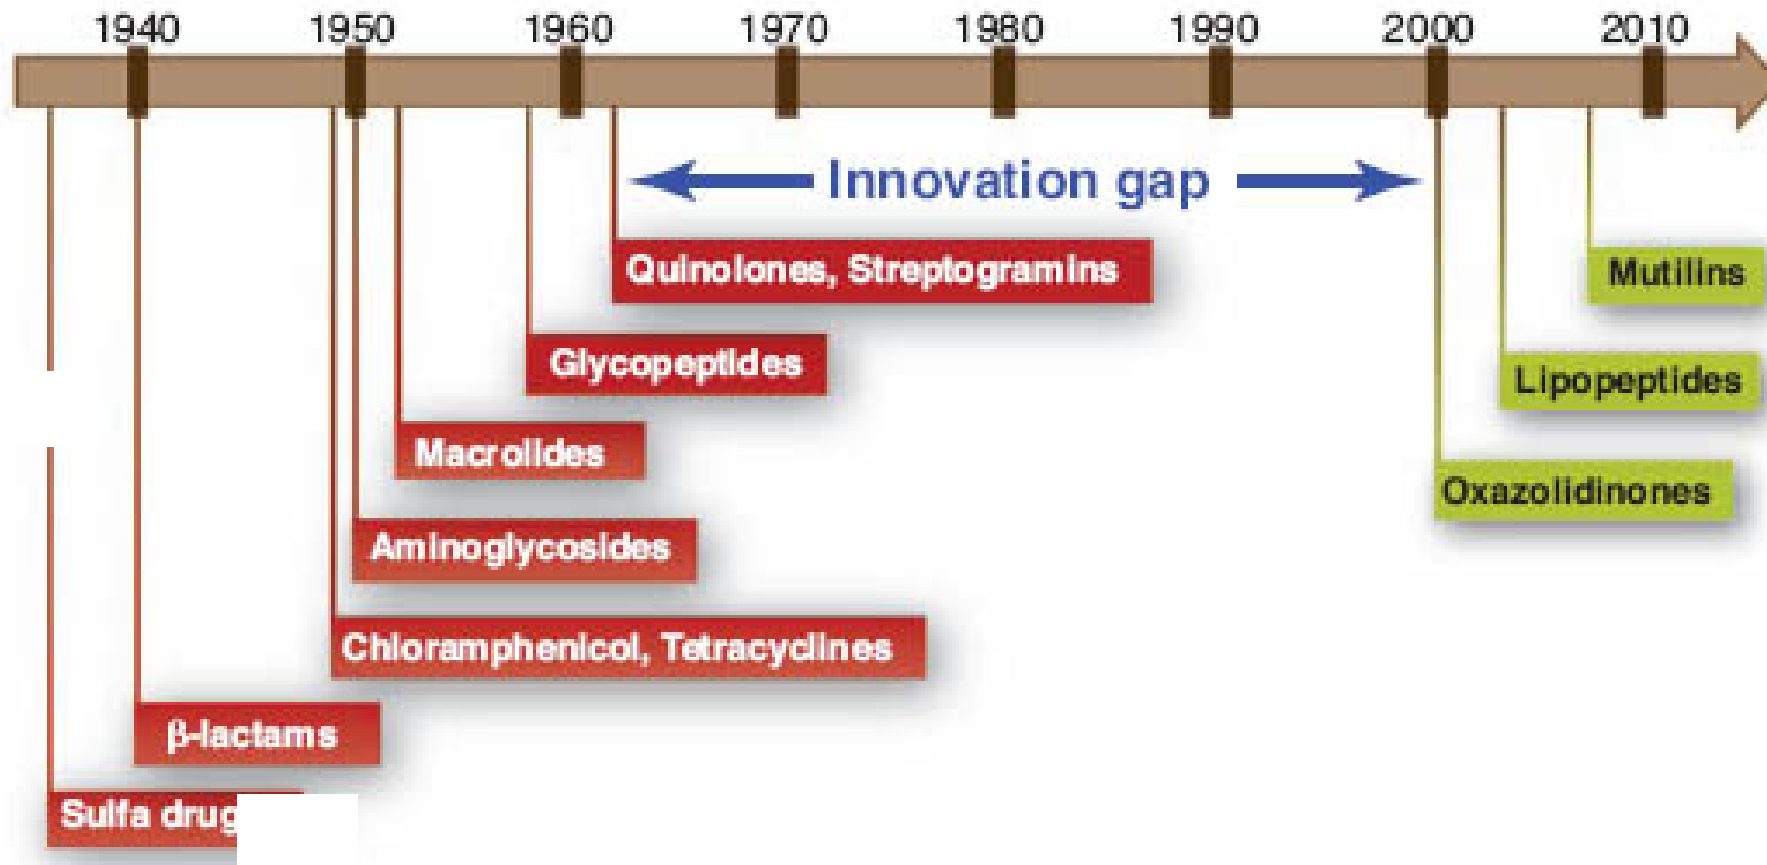 1940 1950 1960 1970 1980 1990 2000 2010
Innovation gap
Quinolones, Streptogramins
Mutilins
Glycopeptides
Lipopeptides
Macrolides
Oxazolidinones
Aminoglycosides
Chloramphenicol, Tetracyclines
β-lactams
Sulfa drug